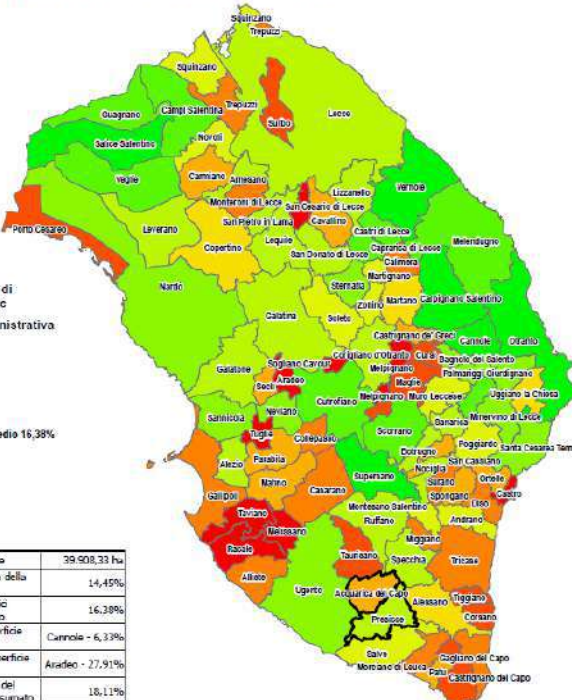 Squinzano
Trepuzzi
Squinzano
Guagnano
Campi Salentina
Trepuzzi
Surbo
Lecce
Salice Salentino
Novoli
Veglie
Carmiano
Arnesano
Lizzanello
Vernole
Monteroni di Lecce
San Cesario di Lecce
Porto Cesareo
Leverano
San Pietro in Lama
Cavallino
Castri di Lecce
Copertino
Lequile
Caprarica di Lecce
Melendugno
San Donato di Lecce
Calimera
Martignano
di
Nardò
Sternatia
Zollino
Martano
Carpignano Salentino
Galatina
Soleto
nistrativa
Castrignano de' Greci
Cannole
Otranto
Corigliano d'Otranto
Cursi
Bagnolo del Salento
Galatone
Sogliano Cavour
Melpignano
Palmariggi
Giurdignano
Seclì
Aradeo
Maglie
Uggiano la Chiesa
Cutrofiano
Melpignano
Muro Leccese
Sannicola
Neviano
Minervino di Lecce
edio 16,38%
Tuglie
Scorrano
Sanarica
Collepasso
Poggiardo
Santa Cesarea Term
Alezio
Parabita
Botrugno
San Cassiano
Supersano
Nociglia
Matino
Surano
Ortelle
Gallipoli
Casarano
Spongano
Diso
Castro
Montesano Salentino
Taviano
Ruffano
Andrano
Melissano
Miggiano
Racale
Taurisano
Specchia
Tricase
39.908,33 ha
della
14,45%
Alliste
Ugento
Acquarica del Capo
Alessano
Tiggiano
16,38%
Presicce
Corsano
rficie
Cannole - 6,33%
Salve
perficie
Aradeo - 27,91%
Morciano di Leuca
Gagliano del Capo
Patù
del
18,11%
Castrignano del Capo
sumato